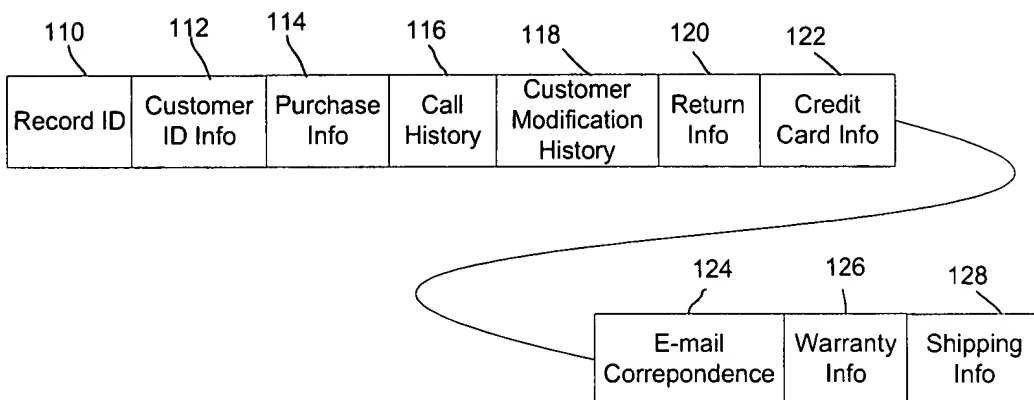 110 112 114 116 118 120 122
Record ID
Customer
ID Info
Purchase
Info
Call
History
Customer
Modification
History
Return
Info
Credit
Card Info
124 126 128
E-mail
Correpondence
Warranty
Info
Shipping
Info